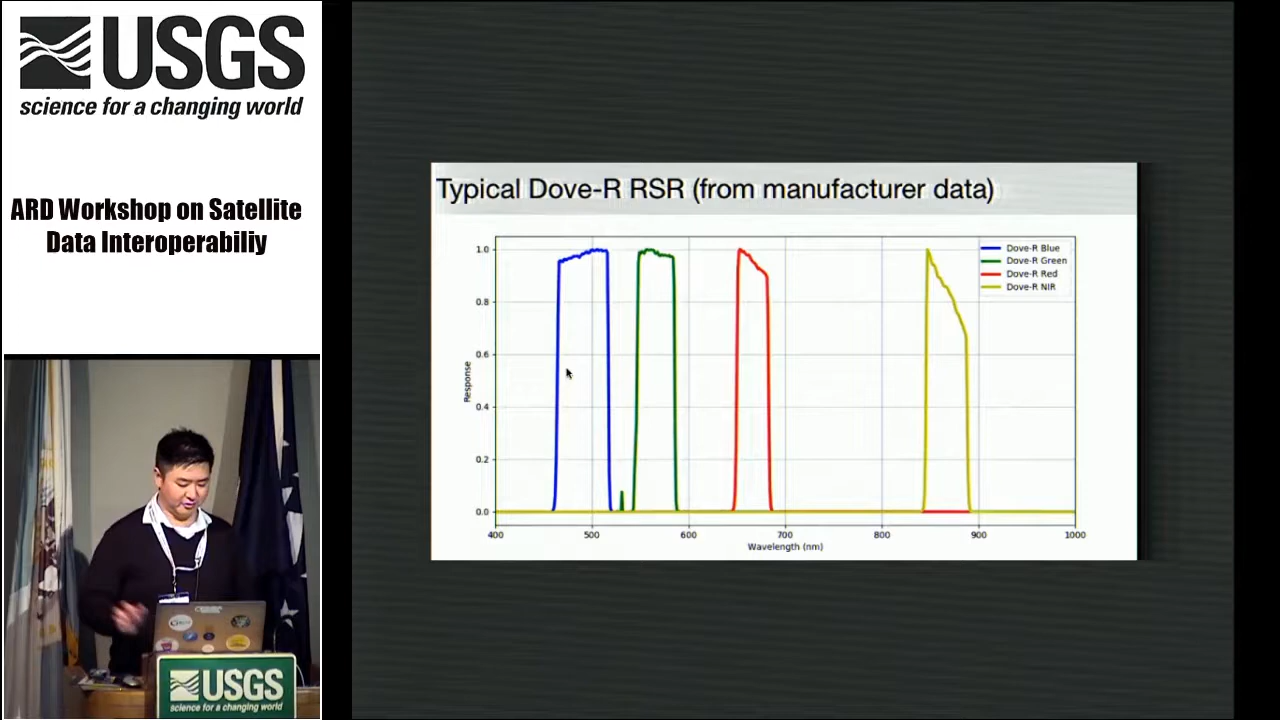 USGS
science for a changing world
ARD Workshop on Satellite
Data Interoperabiliy
Typical Dove-R RSR (from manufacturer data)
Dove-R Blue
Dove-R Green
Dove-R Red
Dove-R NIR
1.0
0.8
0.6
0.4
0.2
0.0
Response
400
500
600
700
800
900
1000
Wavelength (nm)
USGS
science for a changing world